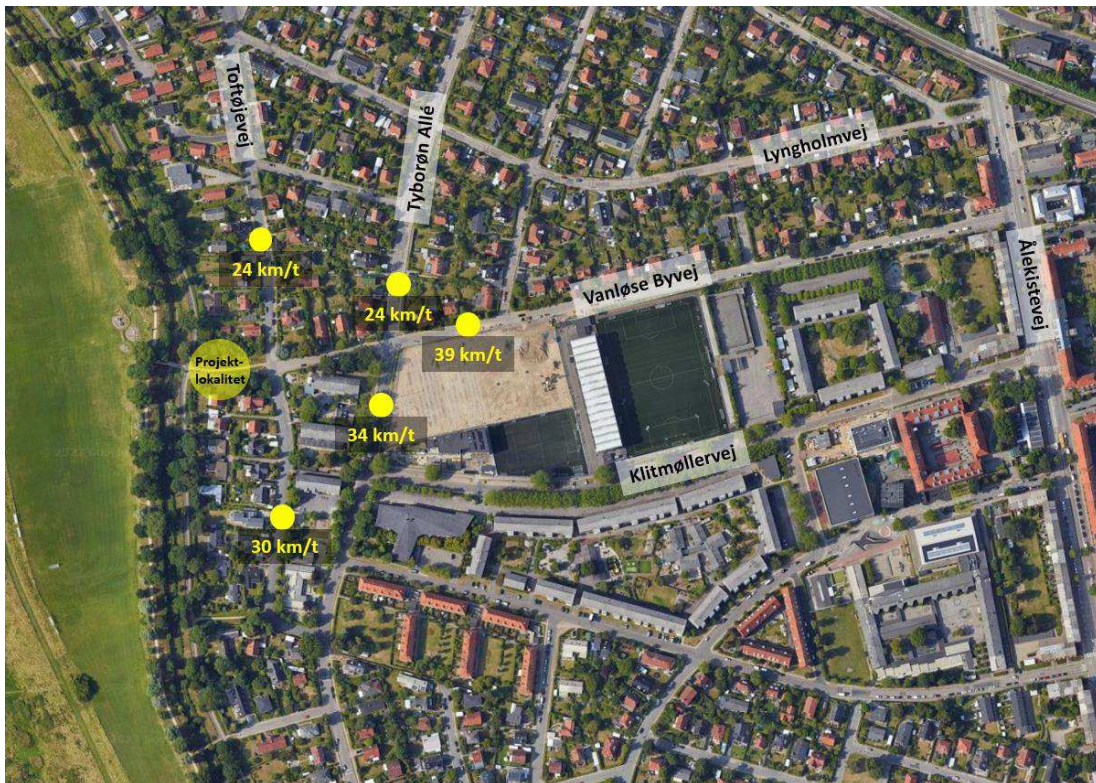 Toftøjevej
Tyborøn Allé
Lyngholmvej
Vanløse Byvej
Ålekistevej
24 km/t
24 km/t
39 km/t
Projekt-
lokalitet
34 km/t
Klitmøllervej
30 km/t